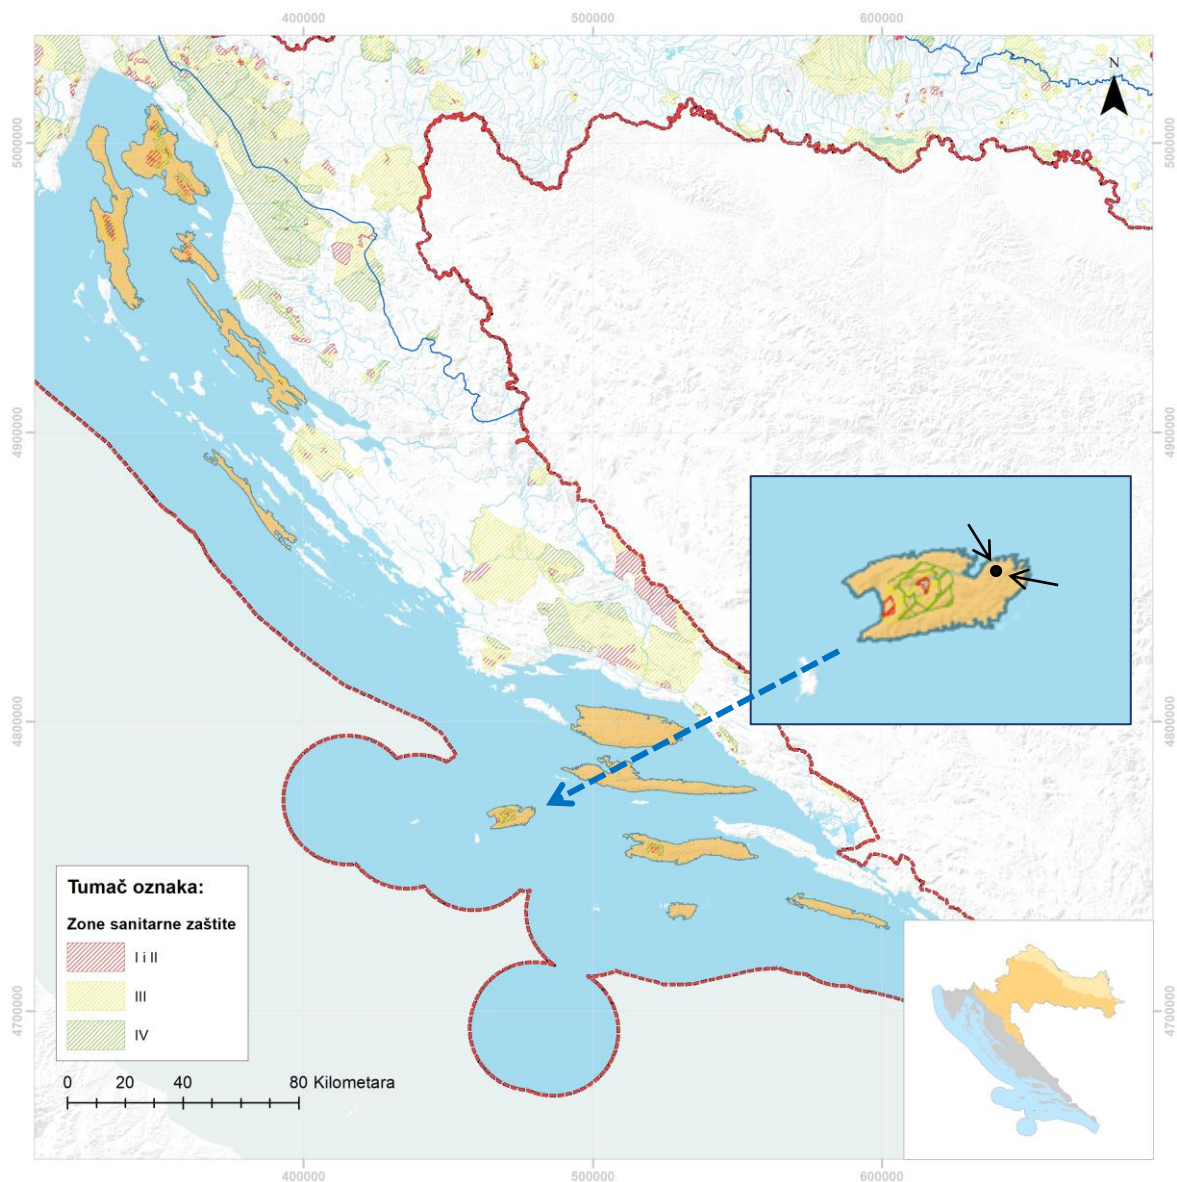 400000 500000 600000
N
5000000 5000000
4900000 4900000
4800000 4800000
4700000 4700000
Tumač oznaka:
Zone sanitarne zaštite
I i II
III
IV
0 20 40 80 Kilometara
400000 500000 600000